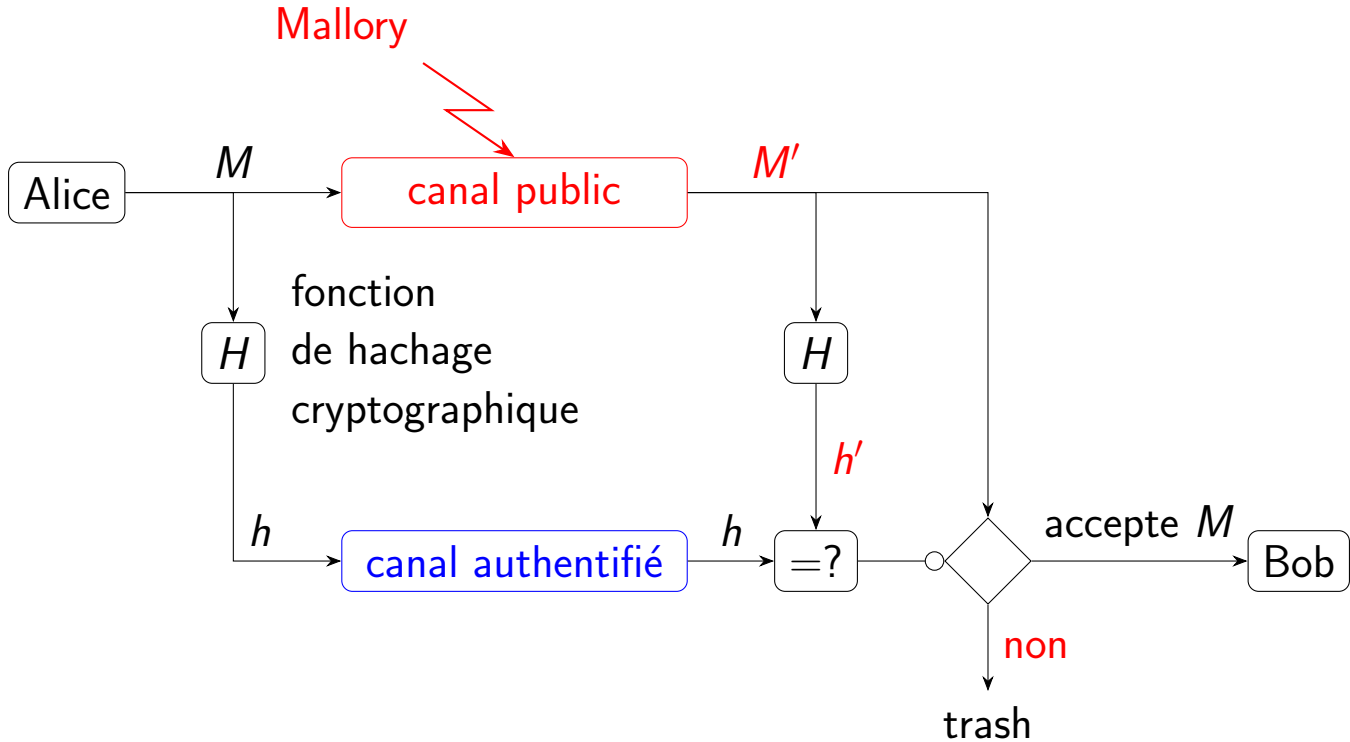 Mallory
Alice
M
canal public
M′
fonction
de hachage
cryptographique
H
H
h′
h
canal authentifié
h
=?
accepte M
Bob
non
trash